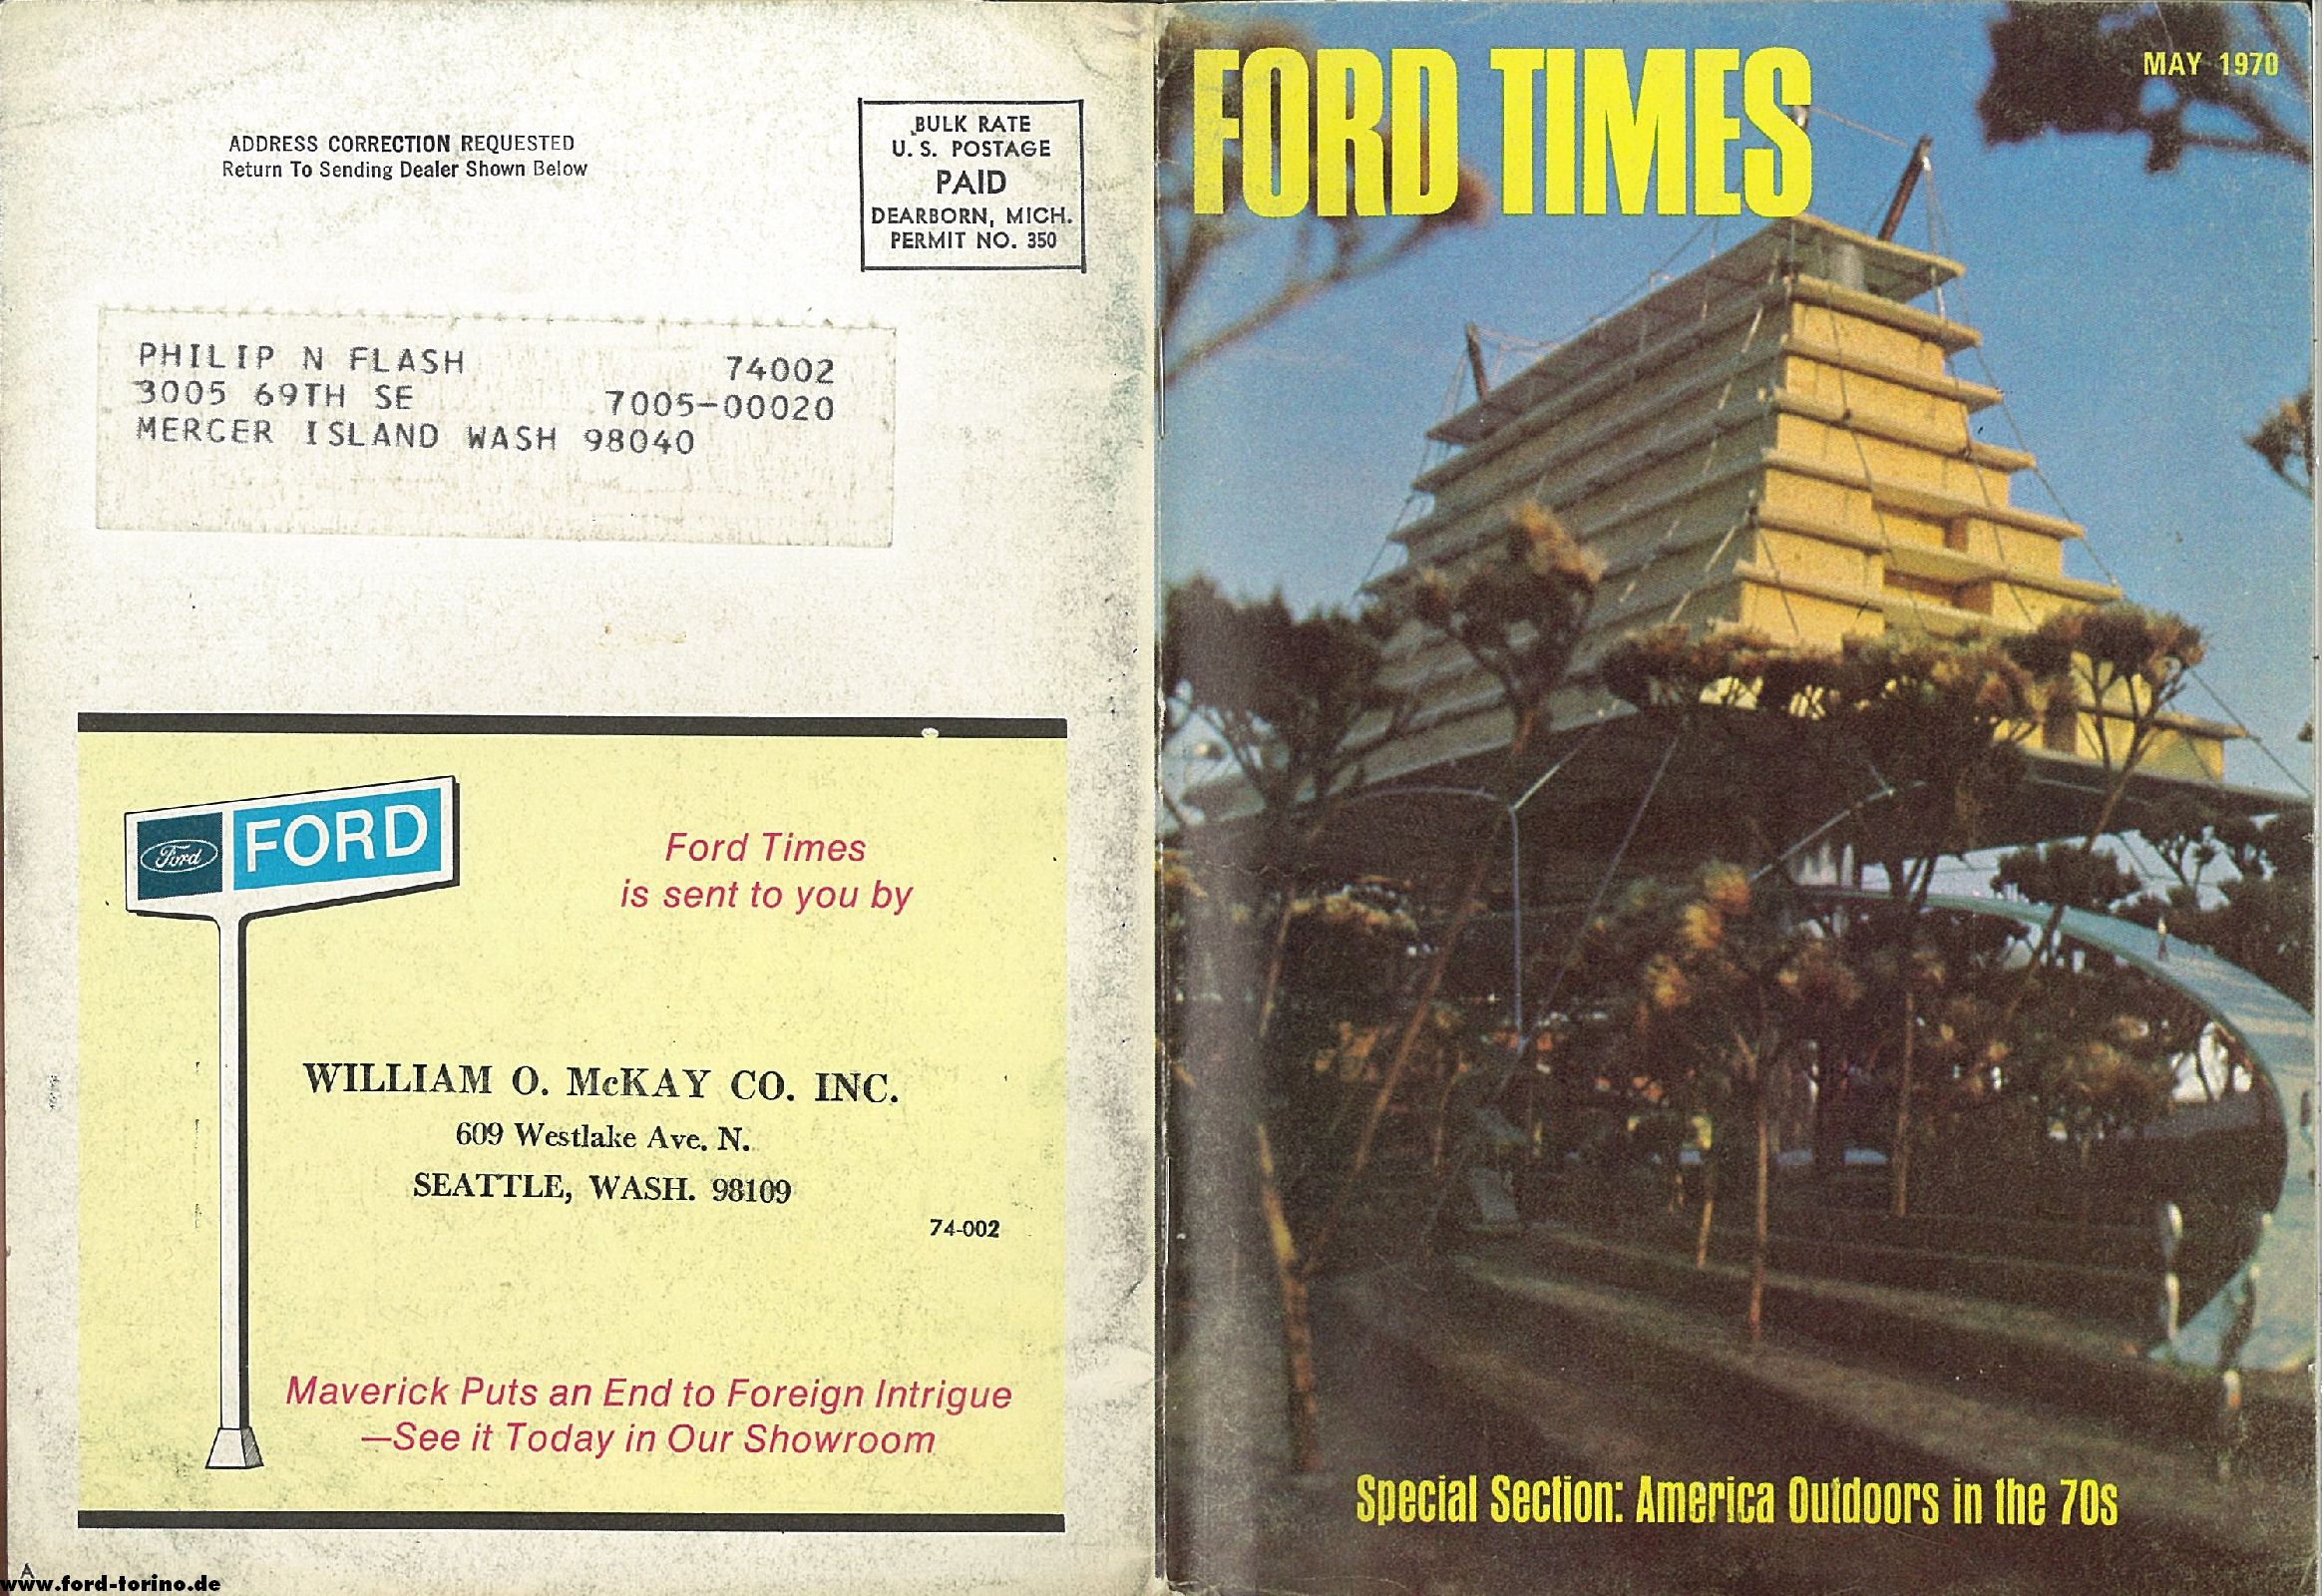 ADDRESS CORRECTION REQUESTED
Return To Sending Dealer Shown Below
BULK RATE
U. S. POSTAGE
PAID
DEARBORN, MICH.
PERMIT NO. 350
PHILIP N FLASH 74002
3005 69TH SE 7005-00020
MERCER ISLAND WASH 98040
Ford FORD
Ford Times
is sent to you by
WILLIAM O. McKAY CO. INC.
609 Westlake Ave. N.
SEATTLE, WASH. 98109
74-002
Maverick Puts an End to Foreign Intrigue
—See it Today in Our Showroom
A
www.ford-torino.de
FORD TIMES
MAY 1970
Special Section: America Outdoors in the 70s